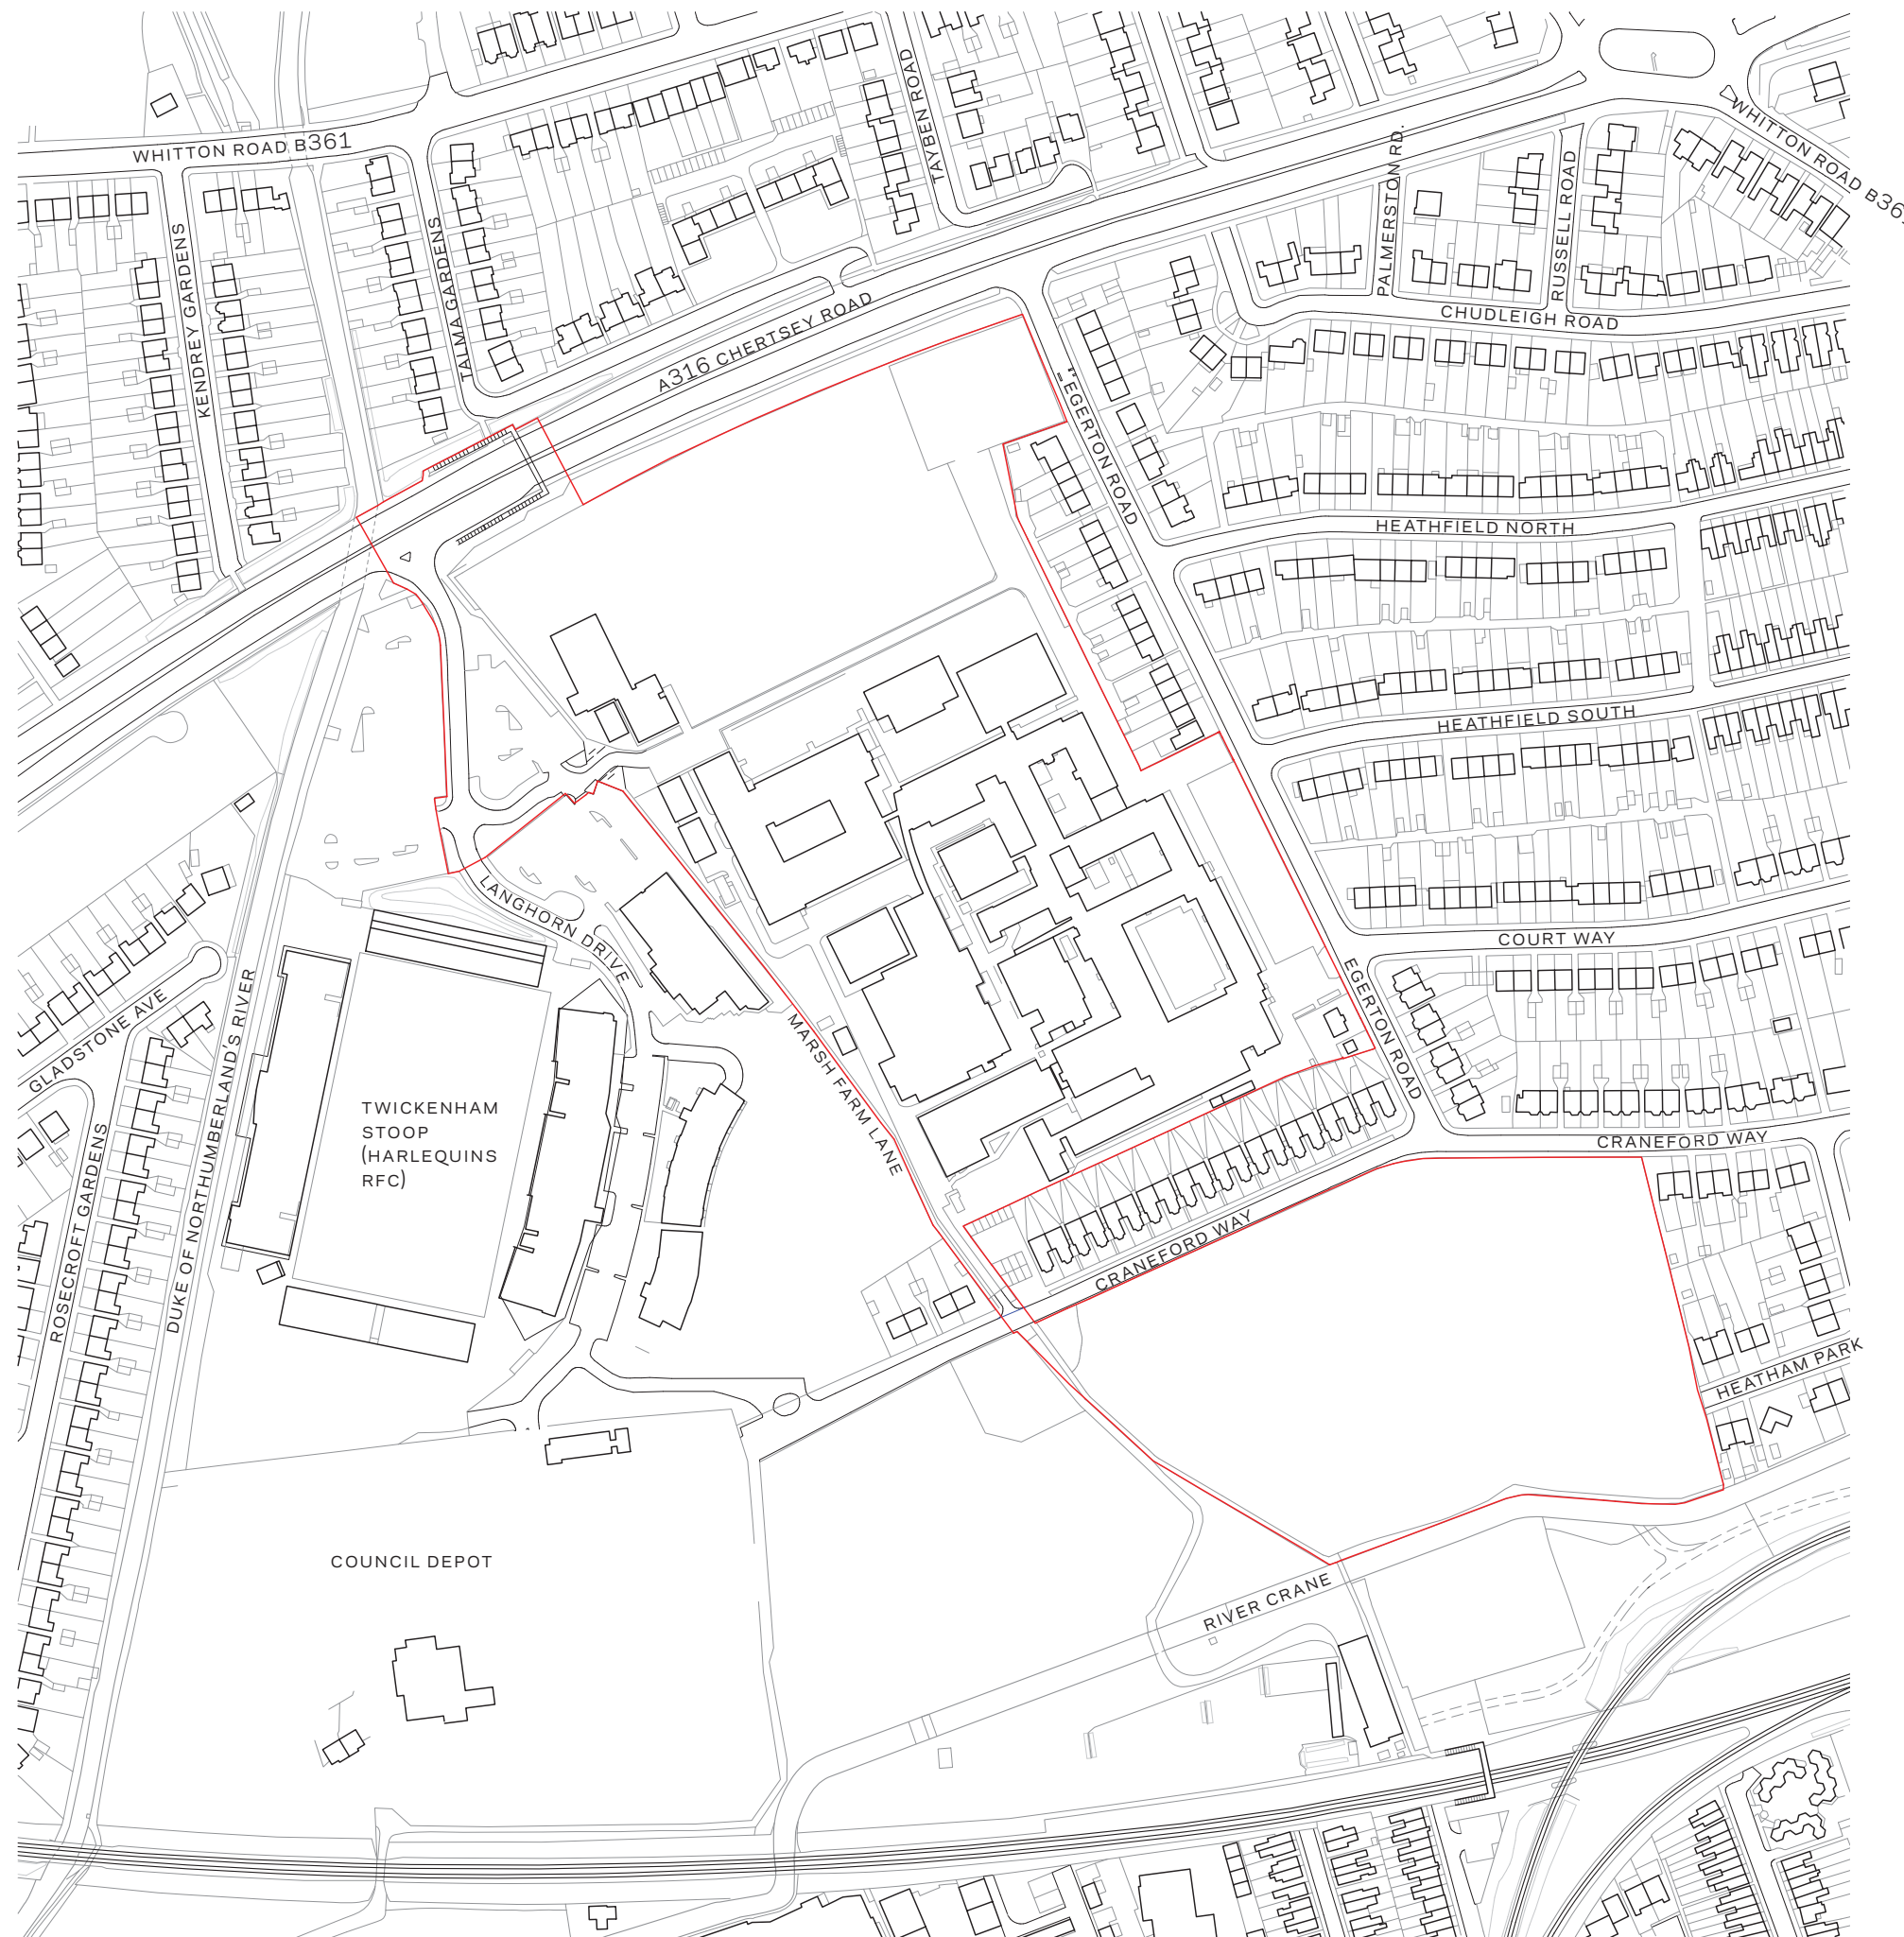 WHITTON ROAD B361
TAYBEN ROAD
WHITTON ROAD B36
KENDREY GARDENS
TALMA GARDENS
PALMERSTON RD.
RUSSELL ROAD
CHUDLEIGH ROAD
A316 CHERTSEY ROAD
EGERTON ROAD
HEATHFIELD NORTH
HEATHFIELD SOUTH
COURT WAY
LANGHORN DRIVE
EGERTON ROAD
GLADSTONE AVE
DUKE OF NORTHUMBERLAND'S RIVER
MARSH FARM LANE
TWICKENHAM
STOOP
(HARLEQUINS
RFC)
CRANEFORD WAY
ROSECROFT GARDENS
CRANEFORD WAY
HEATHAM PARK
COUNCIL DEPOT
RIVER CRANE